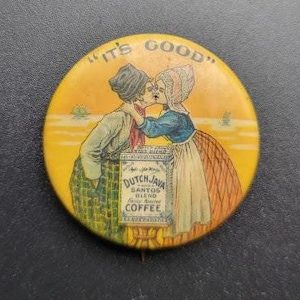 "IT'S GOOD"
DUTCH JAVA
SANTOS
BLEND
COFFEE